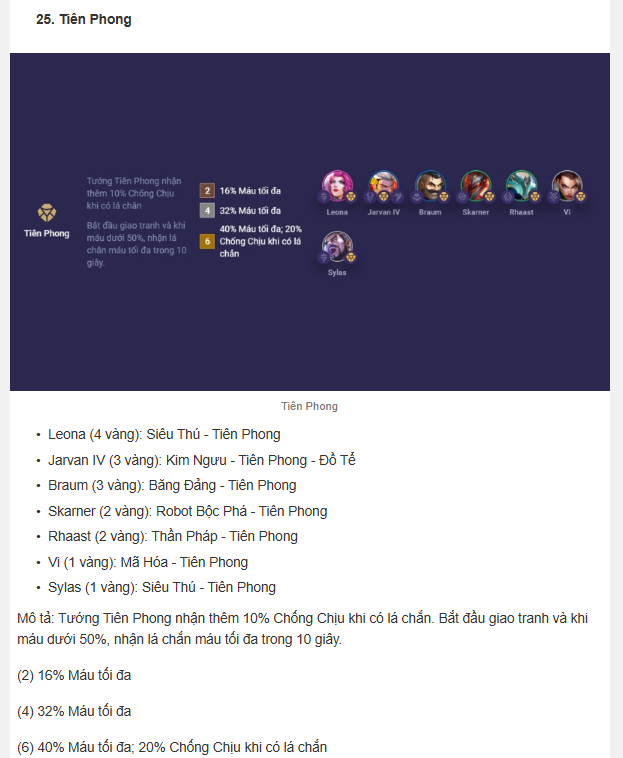 25. Tiên Phong
Tiên Phong
Tướng Tiên Phong nhận
thêm 10% Chống Chịu
khi có lá chắn
Bắt đầu giao tranh và khi
máu dưới 50%, nhận lá
chắn máu tối đa trong 10
giây.
2 16% Máu tối đa
4 32% Máu tối đa
6 40% Máu tối đa; 20%
Chống Chịu khi có lá
chắn
Leona Jarvan IV Braum Skarner Rhaast Vi
Sylas
Tiên Phong
• Leona (4 vàng): Siêu Thú - Tiên Phong
• Jarvan IV (3 vàng): Kim Ngưu - Tiên Phong - Đồ Tể
• Braum (3 vàng): Băng Đảng - Tiên Phong
• Skarner (2 vàng): Robot Bộc Phá - Tiên Phong
• Rhaast (2 vàng): Thần Pháp - Tiên Phong
• Vi (1 vàng): Mã Hóa - Tiên Phong
• Sylas (1 vàng): Siêu Thú - Tiên Phong
Mô tả: Tướng Tiên Phong nhận thêm 10% Chống Chịu khi có lá chắn. Bắt đầu giao tranh và khi
máu dưới 50%, nhận lá chắn máu tối đa trong 10 giây.
(2) 16% Máu tối đa
(4) 32% Máu tối đa
(6) 40% Máu tối đa; 20% Chống Chịu khi có lá chắn